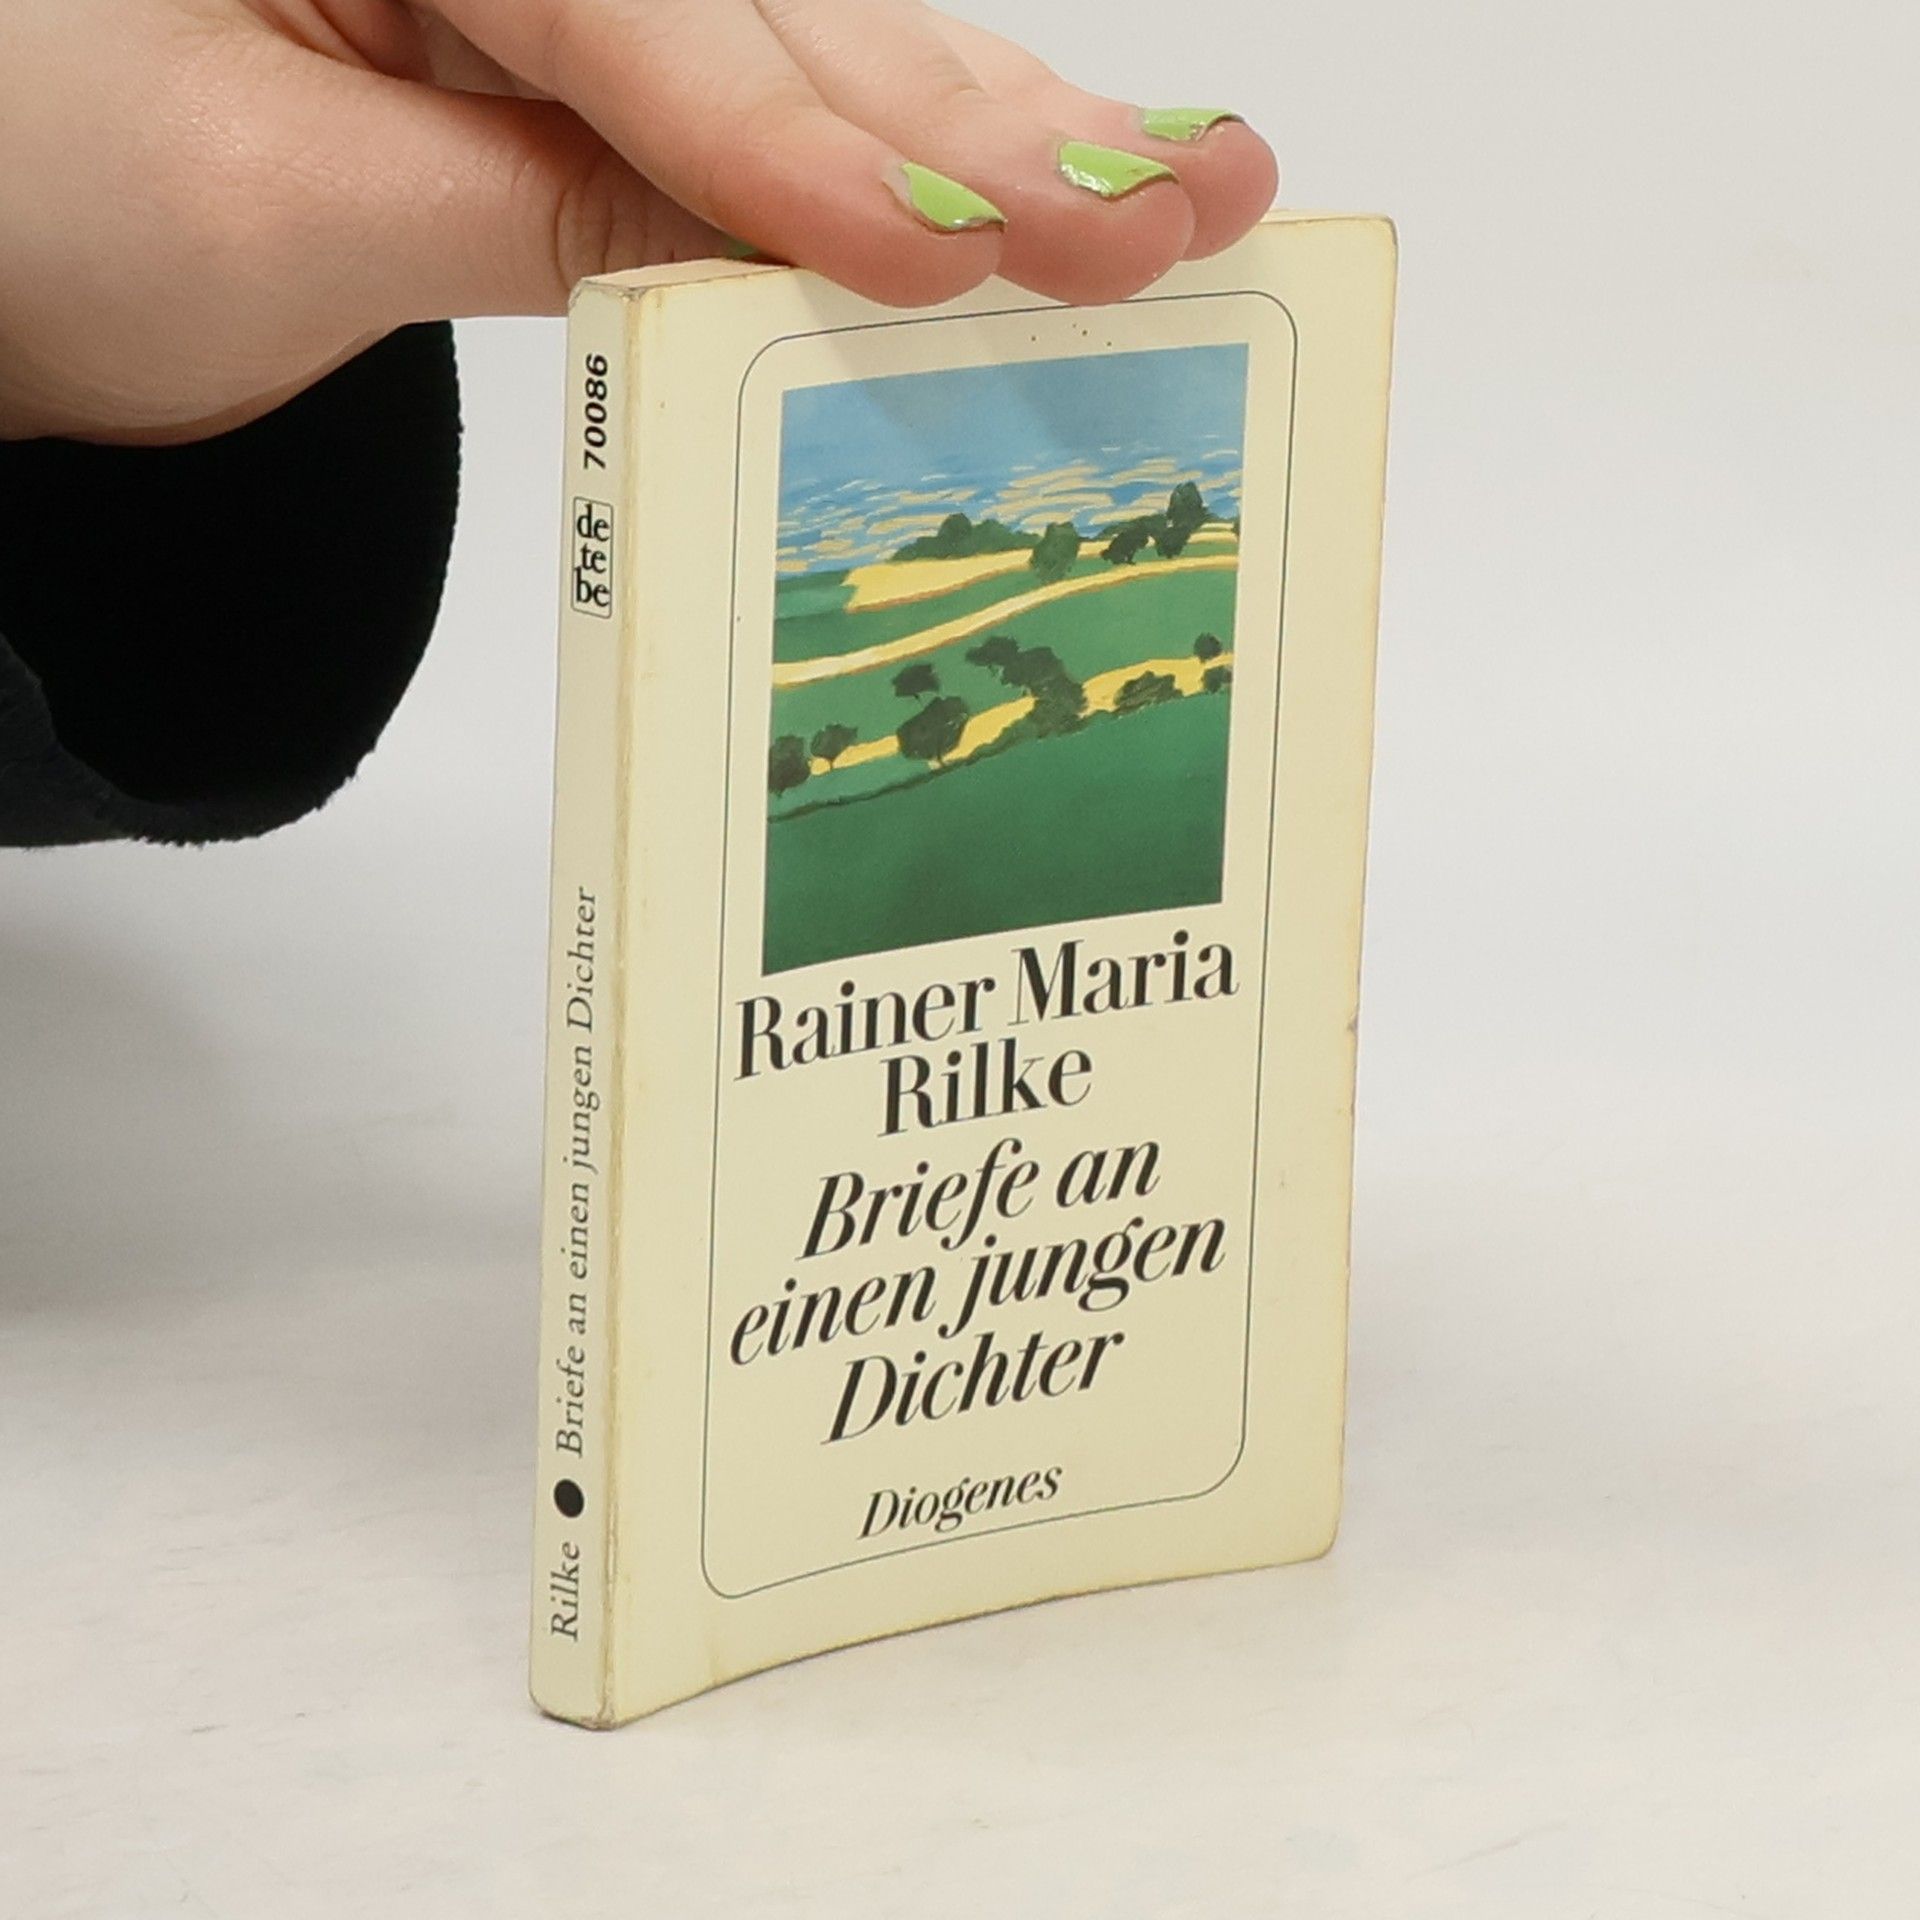 Rainer Maria
Rilke
Briefe an
einen jungen
Dichter
Diogenes
Rilke ● Briefe an einen jungen Dichter
de
te
be
70086